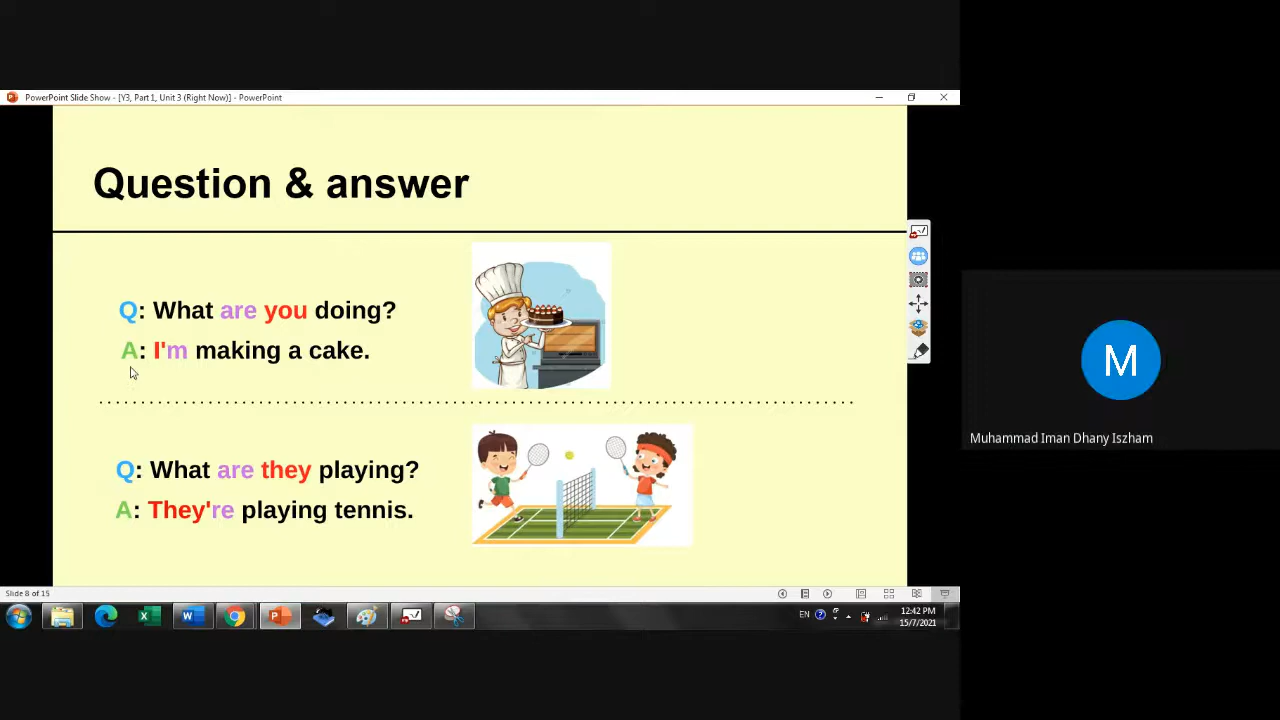 PowerPoint Slide Show - [Y3, Part 1, Unit 3 (Right Now)] - PowerPoint
Question & answer
Q: What are you doing?
A: I'm making a cake.
Q: What are they playing?
A: They're playing tennis.
M
Muhammad Iman Dhany Iszham
Slide 8 of 15
EN
12:42 PM
15/7/2021